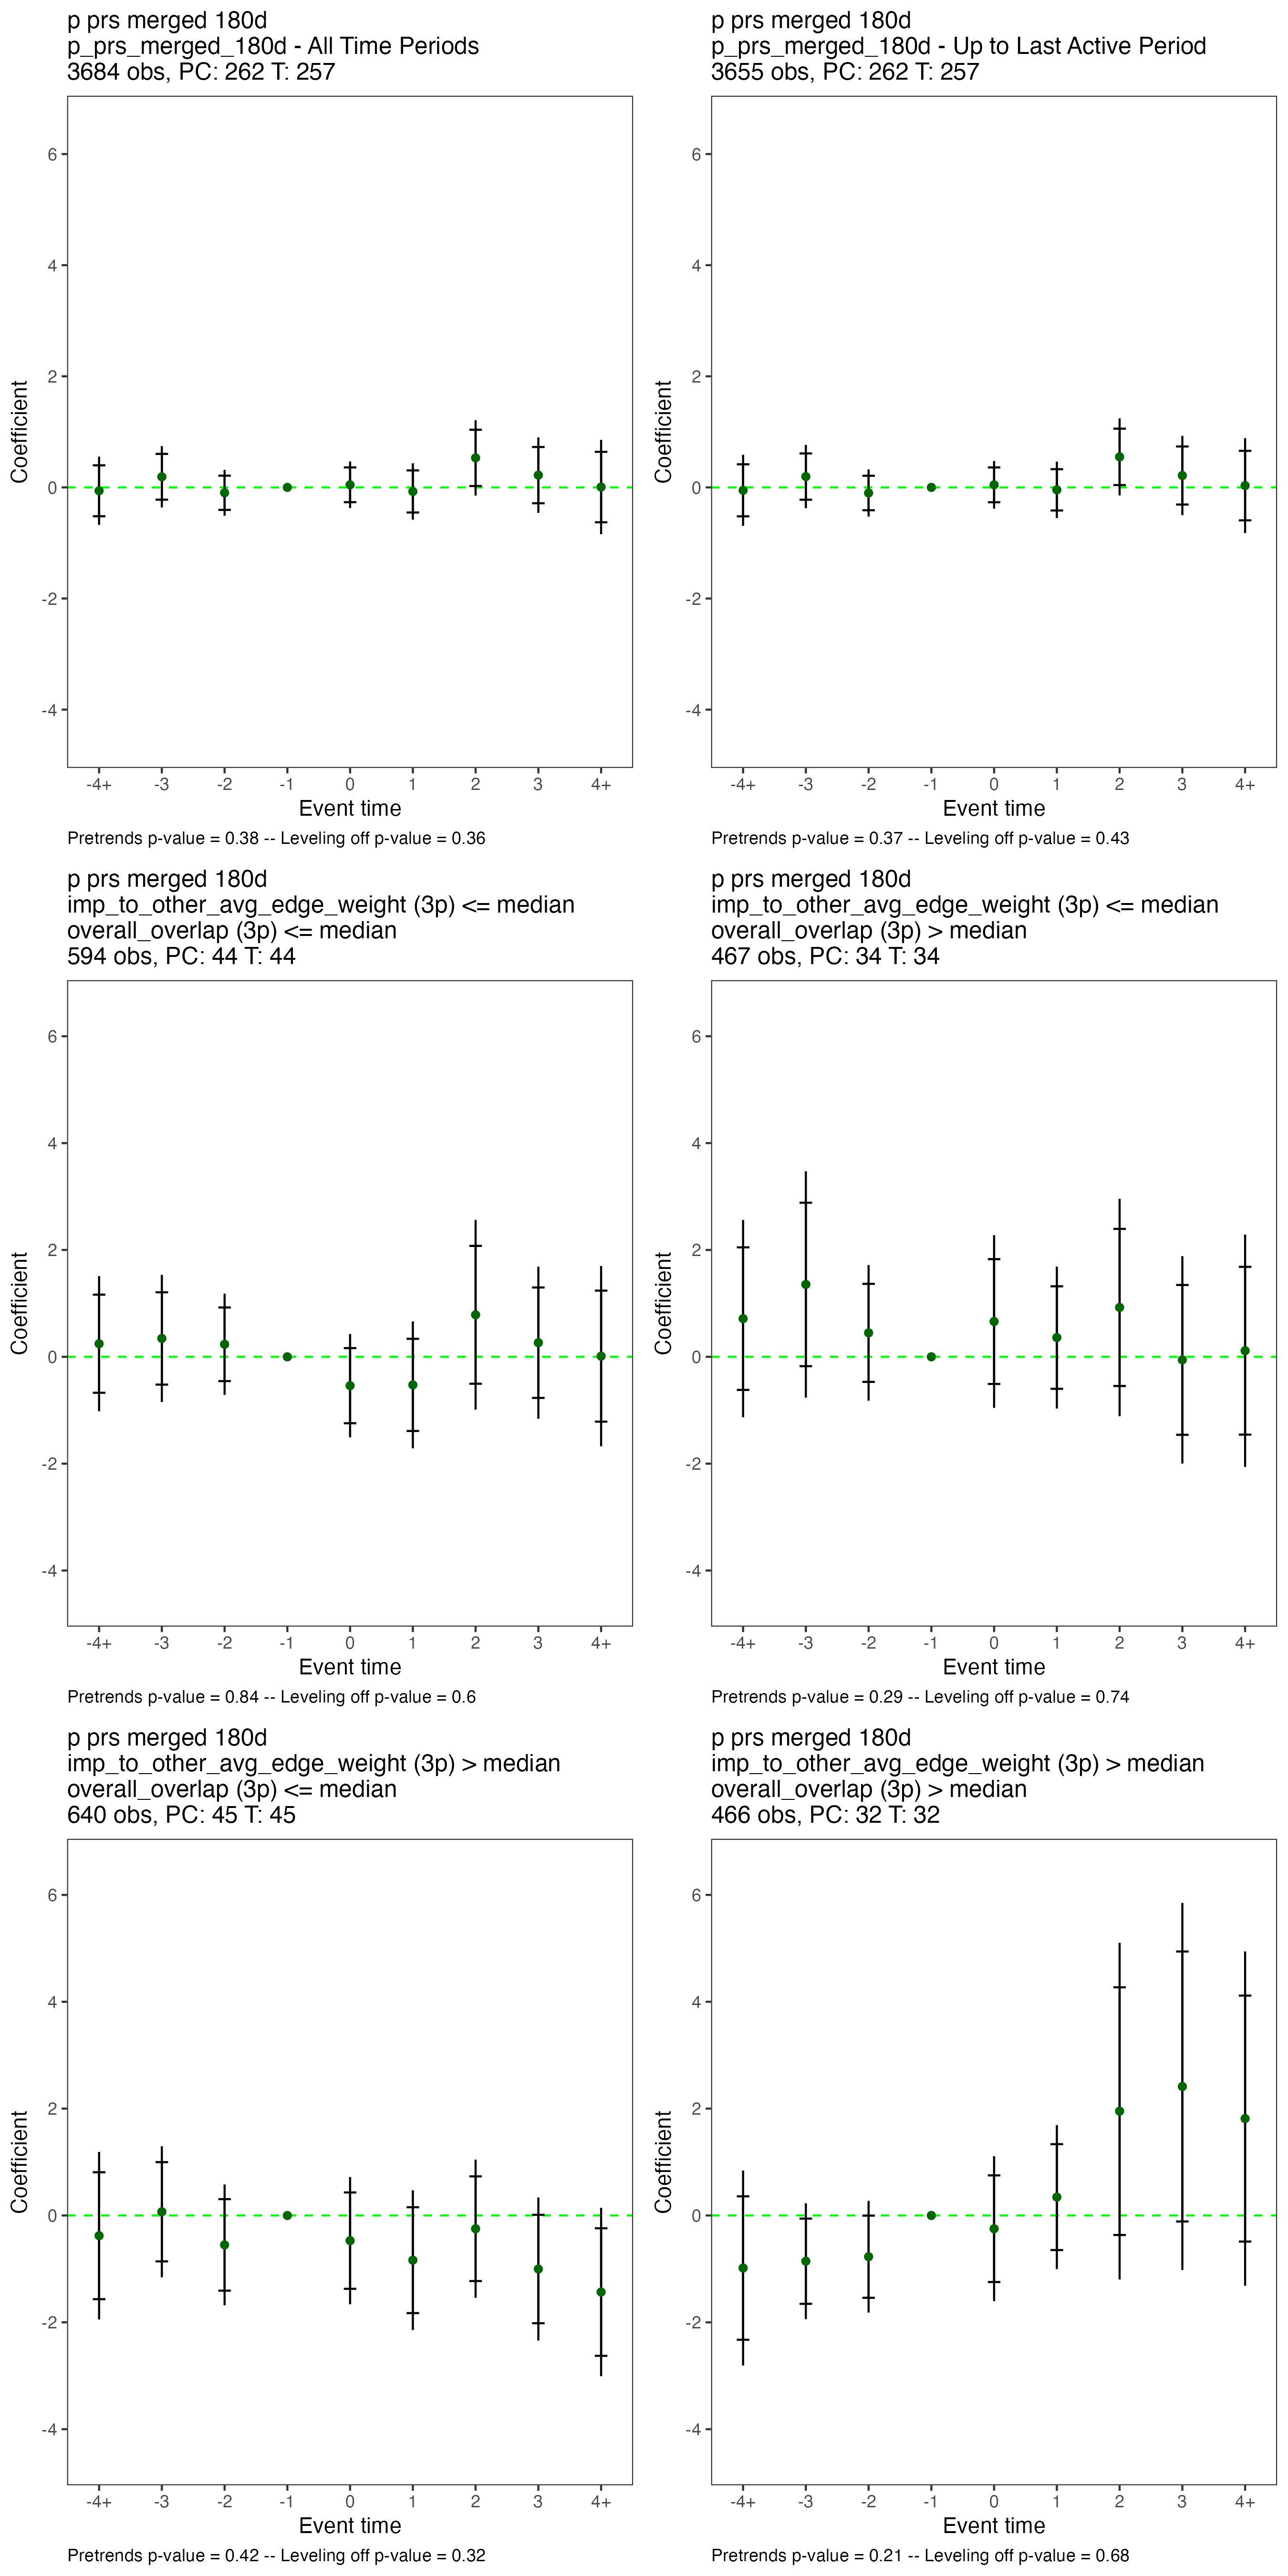 p prs merged 180d
p_prs_merged_180d - All Time Periods
3684 obs, PC: 262 T: 257
6
4
2
0
-2
-4
Coefficient
-4+ -3 -2 -1 0 1 2 3 4+
Event time
Pretrends p-value = 0.38 -- Leveling off p-value = 0.36
p prs merged 180d
p_prs_merged_180d - Up to Last Active Period
3655 obs, PC: 262 T: 257
6
4
2
0
-2
-4
Coefficient
-4+ -3 -2 -1 0 1 2 3 4+
Event time
Pretrends p-value = 0.37 -- Leveling off p-value = 0.43
p prs merged 180d
imp_to_other_avg_edge_weight (3p) <= median
overall_overlap (3p) <= median
594 obs, PC: 44 T: 44
6
4
2
0
-2
-4
Coefficient
-4+ -3 -2 -1 0 1 2 3 4+
Event time
Pretrends p-value = 0.84 -- Leveling off p-value = 0.6
p prs merged 180d
imp_to_other_avg_edge_weight (3p) <= median
overall_overlap (3p) > median
467 obs, PC: 34 T: 34
6
4
2
0
-2
-4
Coefficient
-4+ -3 -2 -1 0 1 2 3 4+
Event time
Pretrends p-value = 0.29 -- Leveling off p-value = 0.74
p prs merged 180d
imp_to_other_avg_edge_weight (3p) > median
overall_overlap (3p) <= median
640 obs, PC: 45 T: 45
6
4
2
0
-2
-4
Coefficient
-4+ -3 -2 -1 0 1 2 3 4+
Event time
Pretrends p-value = 0.42 -- Leveling off p-value = 0.32
p prs merged 180d
imp_to_other_avg_edge_weight (3p) > median
overall_overlap (3p) > median
466 obs, PC: 32 T: 32
6
4
2
0
-2
-4
Coefficient
-4+ -3 -2 -1 0 1 2 3 4+
Event time
Pretrends p-value = 0.21 -- Leveling off p-value = 0.68